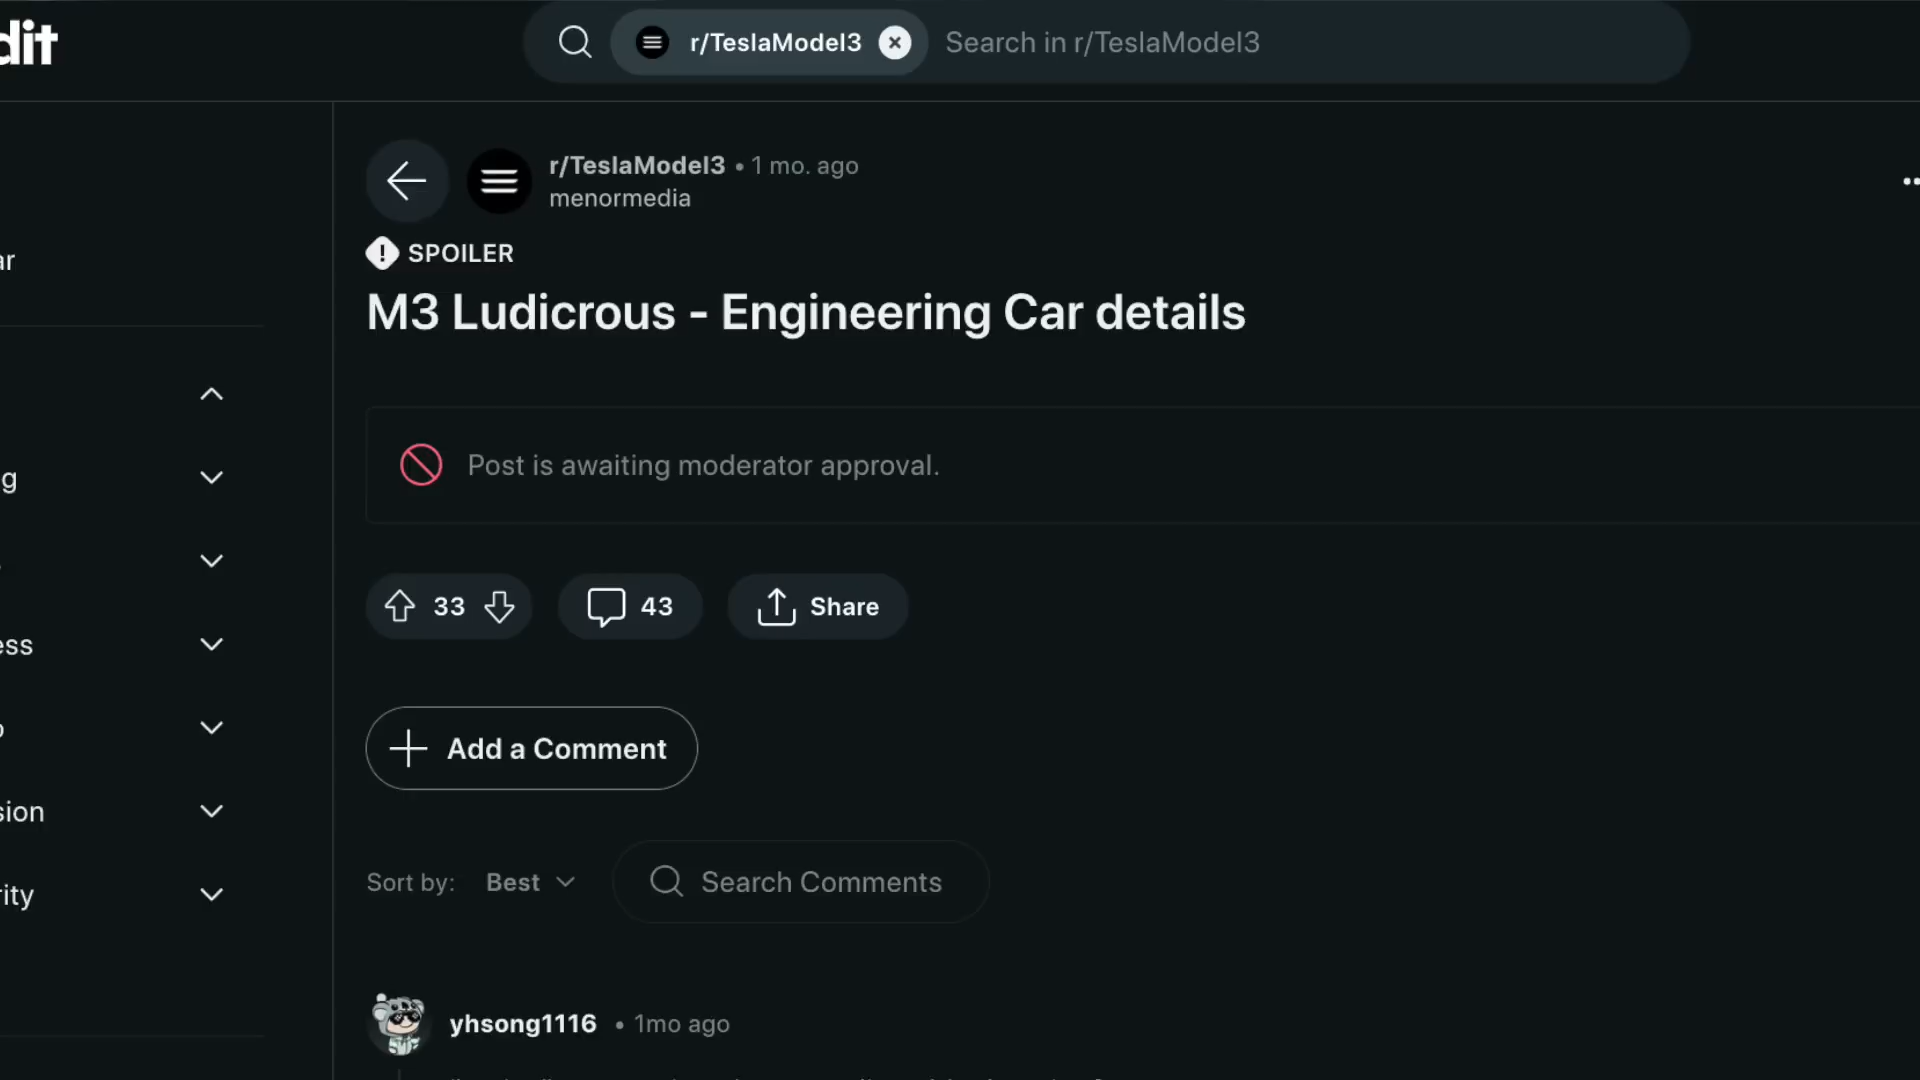 dit
r/TeslaModel3
Search in r/TeslaModel3
r/TeslaModel3 • 1 mo. ago
menormedia
SPOILER
M3 Ludicrous - Engineering Car details
Post is awaiting moderator approval.
33
43
Share
Add a Comment
Sort by: Best
Search Comments
yhsong1116 • 1mo ago
ar
g
ess
o
sion
rity